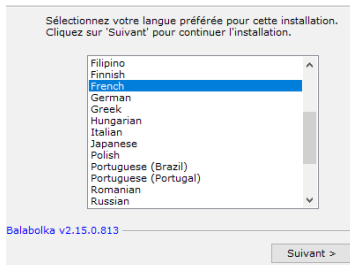 Sélectionnez votre langue préférée pour cette installation.
Cliquez sur 'Suivant' pour continuer l'installation.
Filipino
Finnish
French
German
Greek
Hungarian
Italian
Japanese
Polish
Portuguese (Brazil)
Portuguese (Portugal)
Romanian
Russian
Balabolka v2.15.0.813
Suivant >